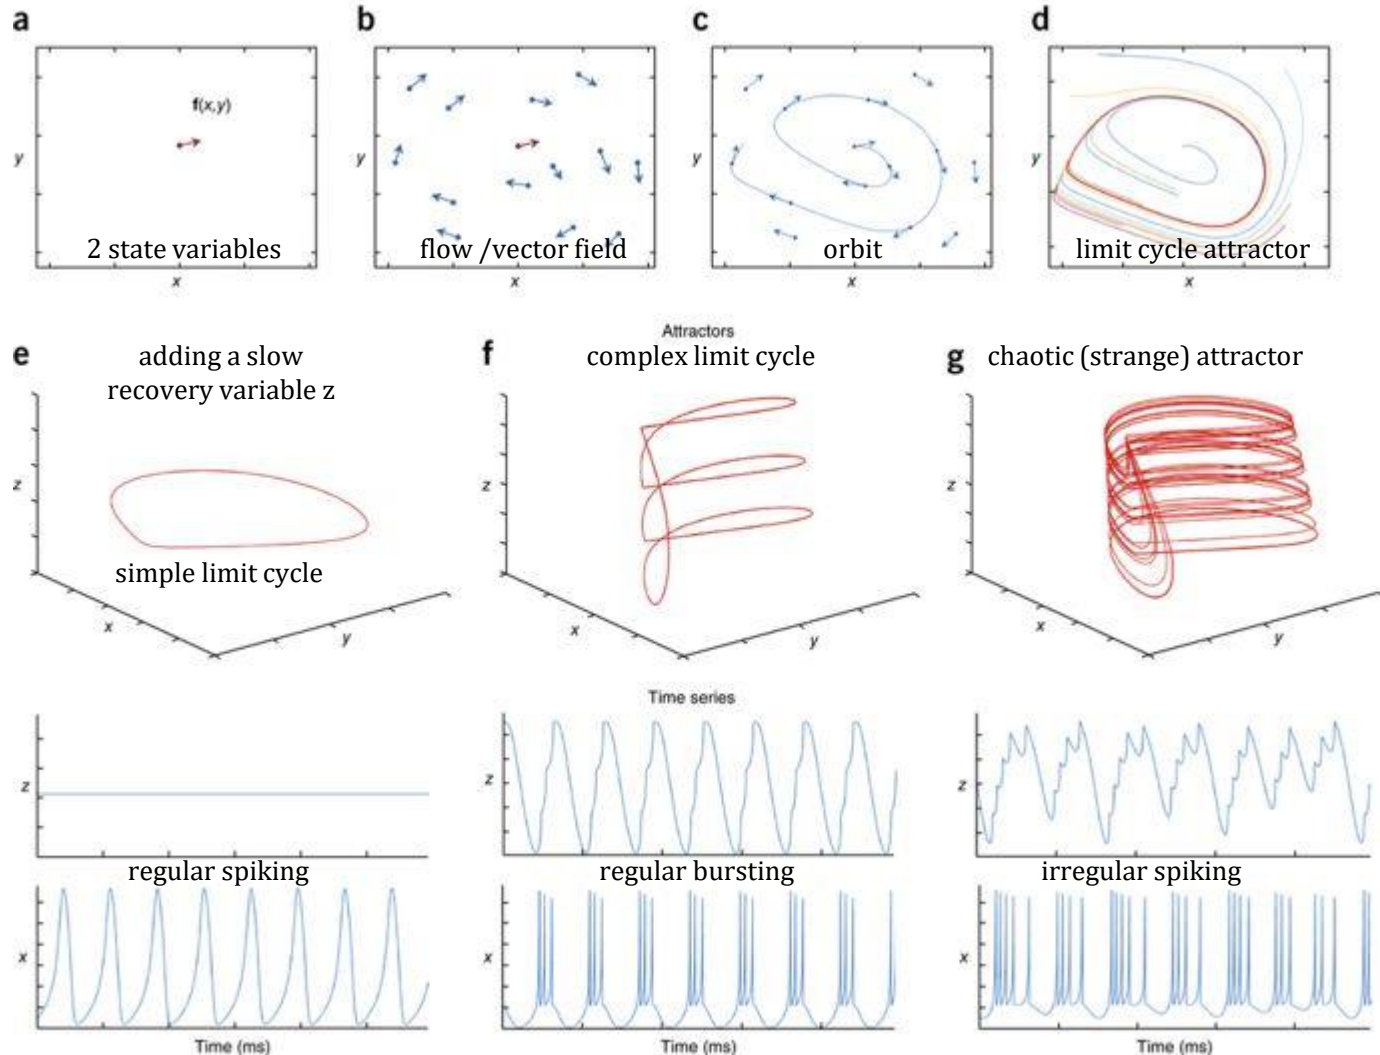 a
b
c
d
f(x,y)
y
y
y
y
2 state variables
flow /vector field
orbit
limit cycle attractor
x
x
x
x
Attractors
e
adding a slow
recovery variable z
f
complex limit cycle
g
chaotic (strange) attractor
z
z
z
simple limit cycle
x
y
x
y
x
y
Time series
z
z
z
regular spiking
regular bursting
irregular spiking
x
x
x
Time (ms)
Time (ms)
Time (ms)